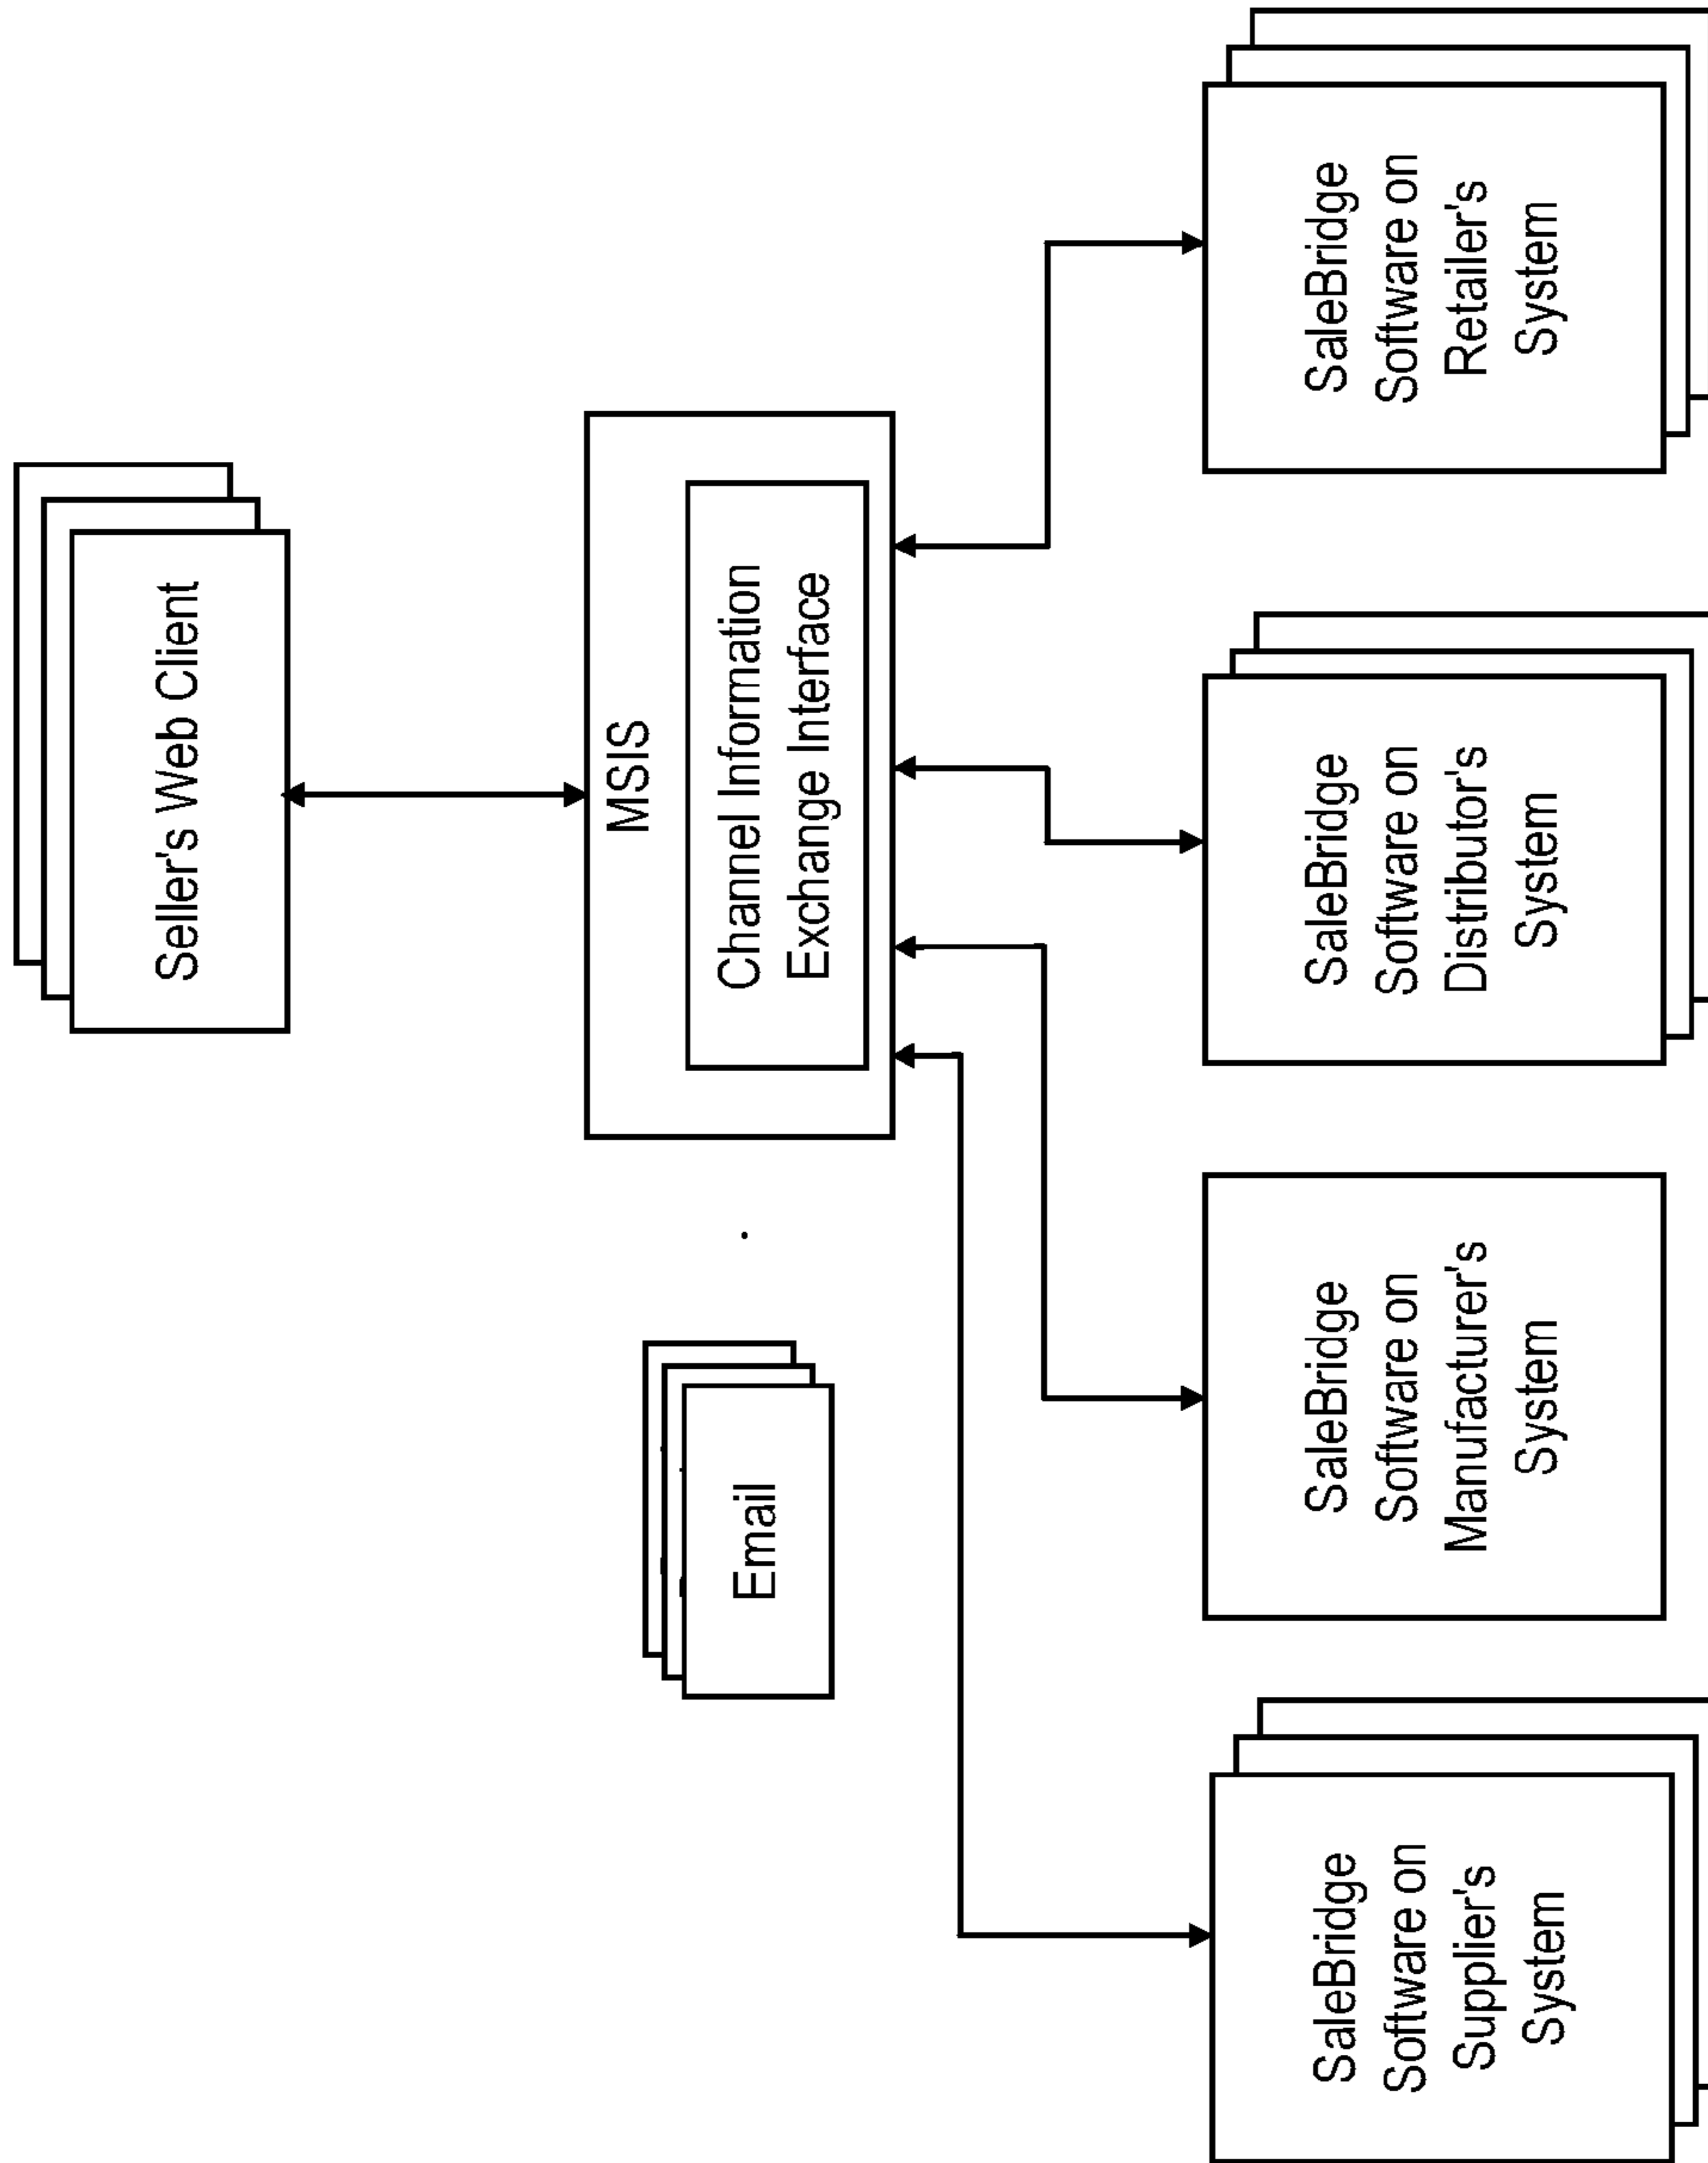 Seller's Web Client
MSIS
Channel Information
Exchange Interface
Email
SaleBridge
Software on
Supplier's
System
SaleBridge
Software on
Manufacturer's
System
SaleBridge
Software on
Distributor's
System
SaleBridge
Software on
Retailer's
System